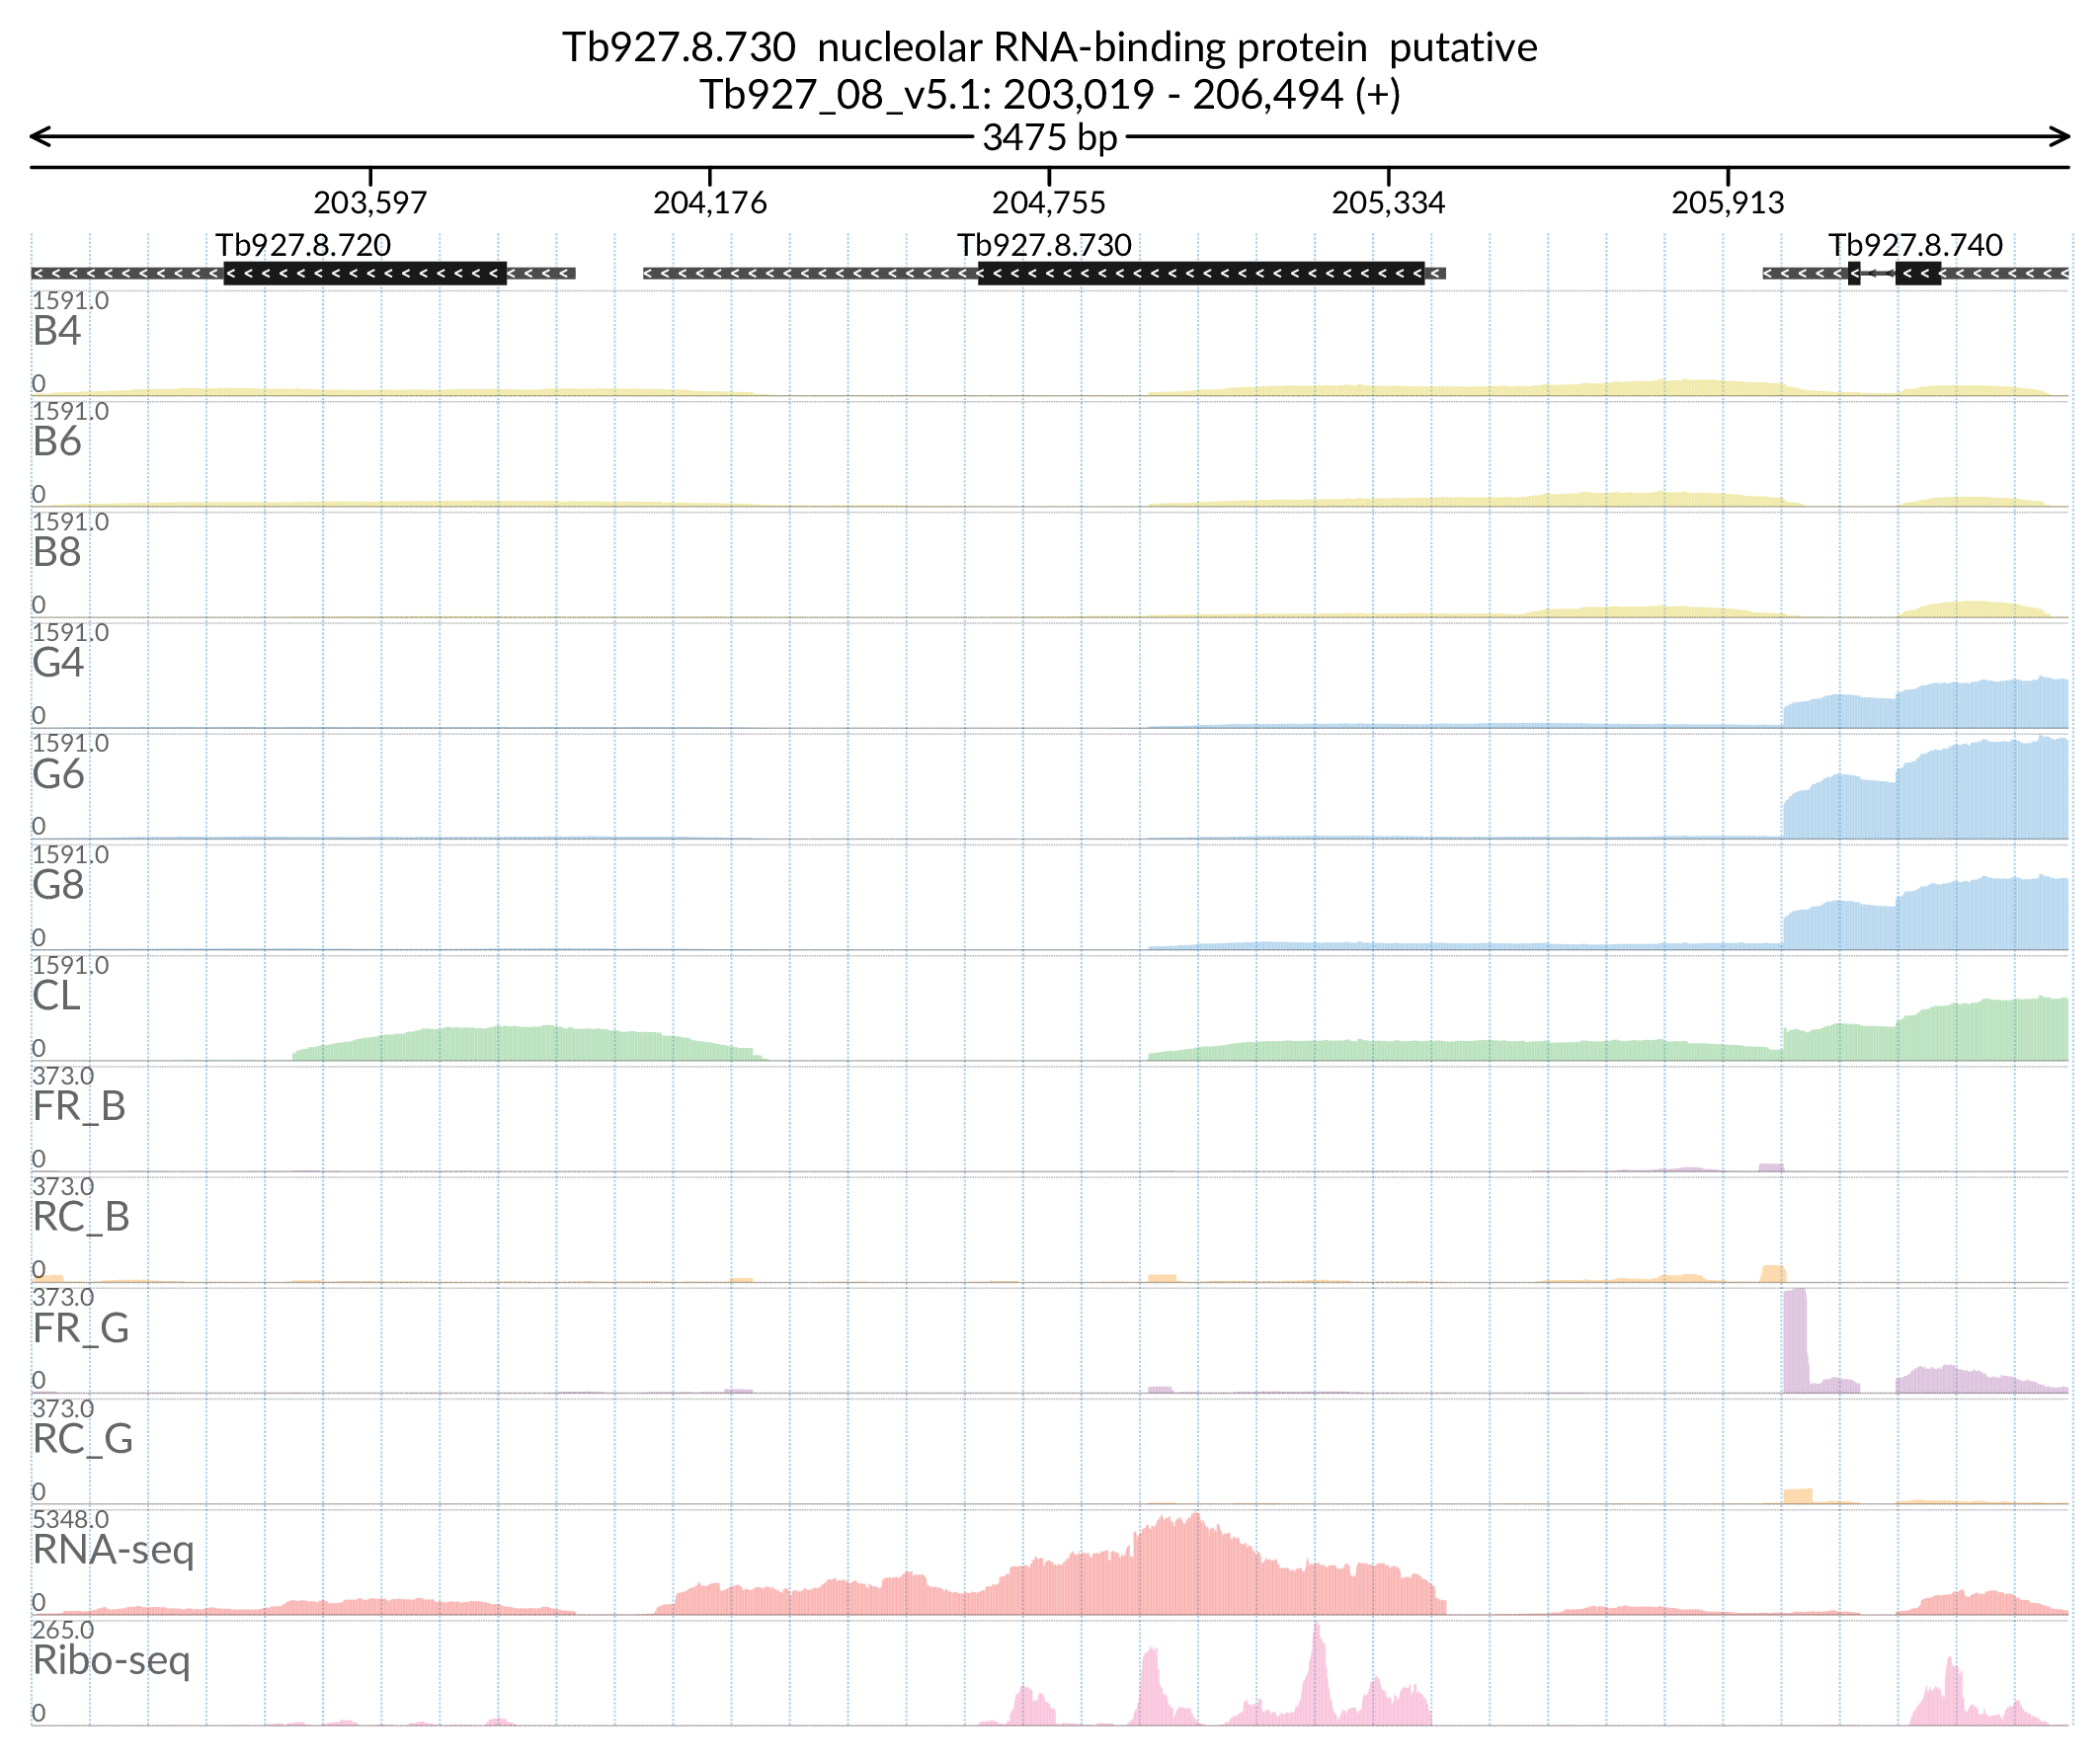 Tb927.8.730 nucleolar RNA-binding protein putative
Tb927_08_v5.1: 203,019 - 206,494 (+)
3475 bp
203,597 204,176 204,755 205,334 205,913
Tb927.8.720 Tb927.8.730 Tb927.8.740
1591.0
B4
0
1591.0
B6
0
1591.0
B8
0
1591.0
G4
0
1591.0
G6
0
1591.0
G8
0
1591.0
CL
0
373.0
FR_B
0
373.0
RC_B
0
373.0
FR_G
0
373.0
RC_G
0
5348.0
RNA-seq
0
265.0
Ribo-seq
0